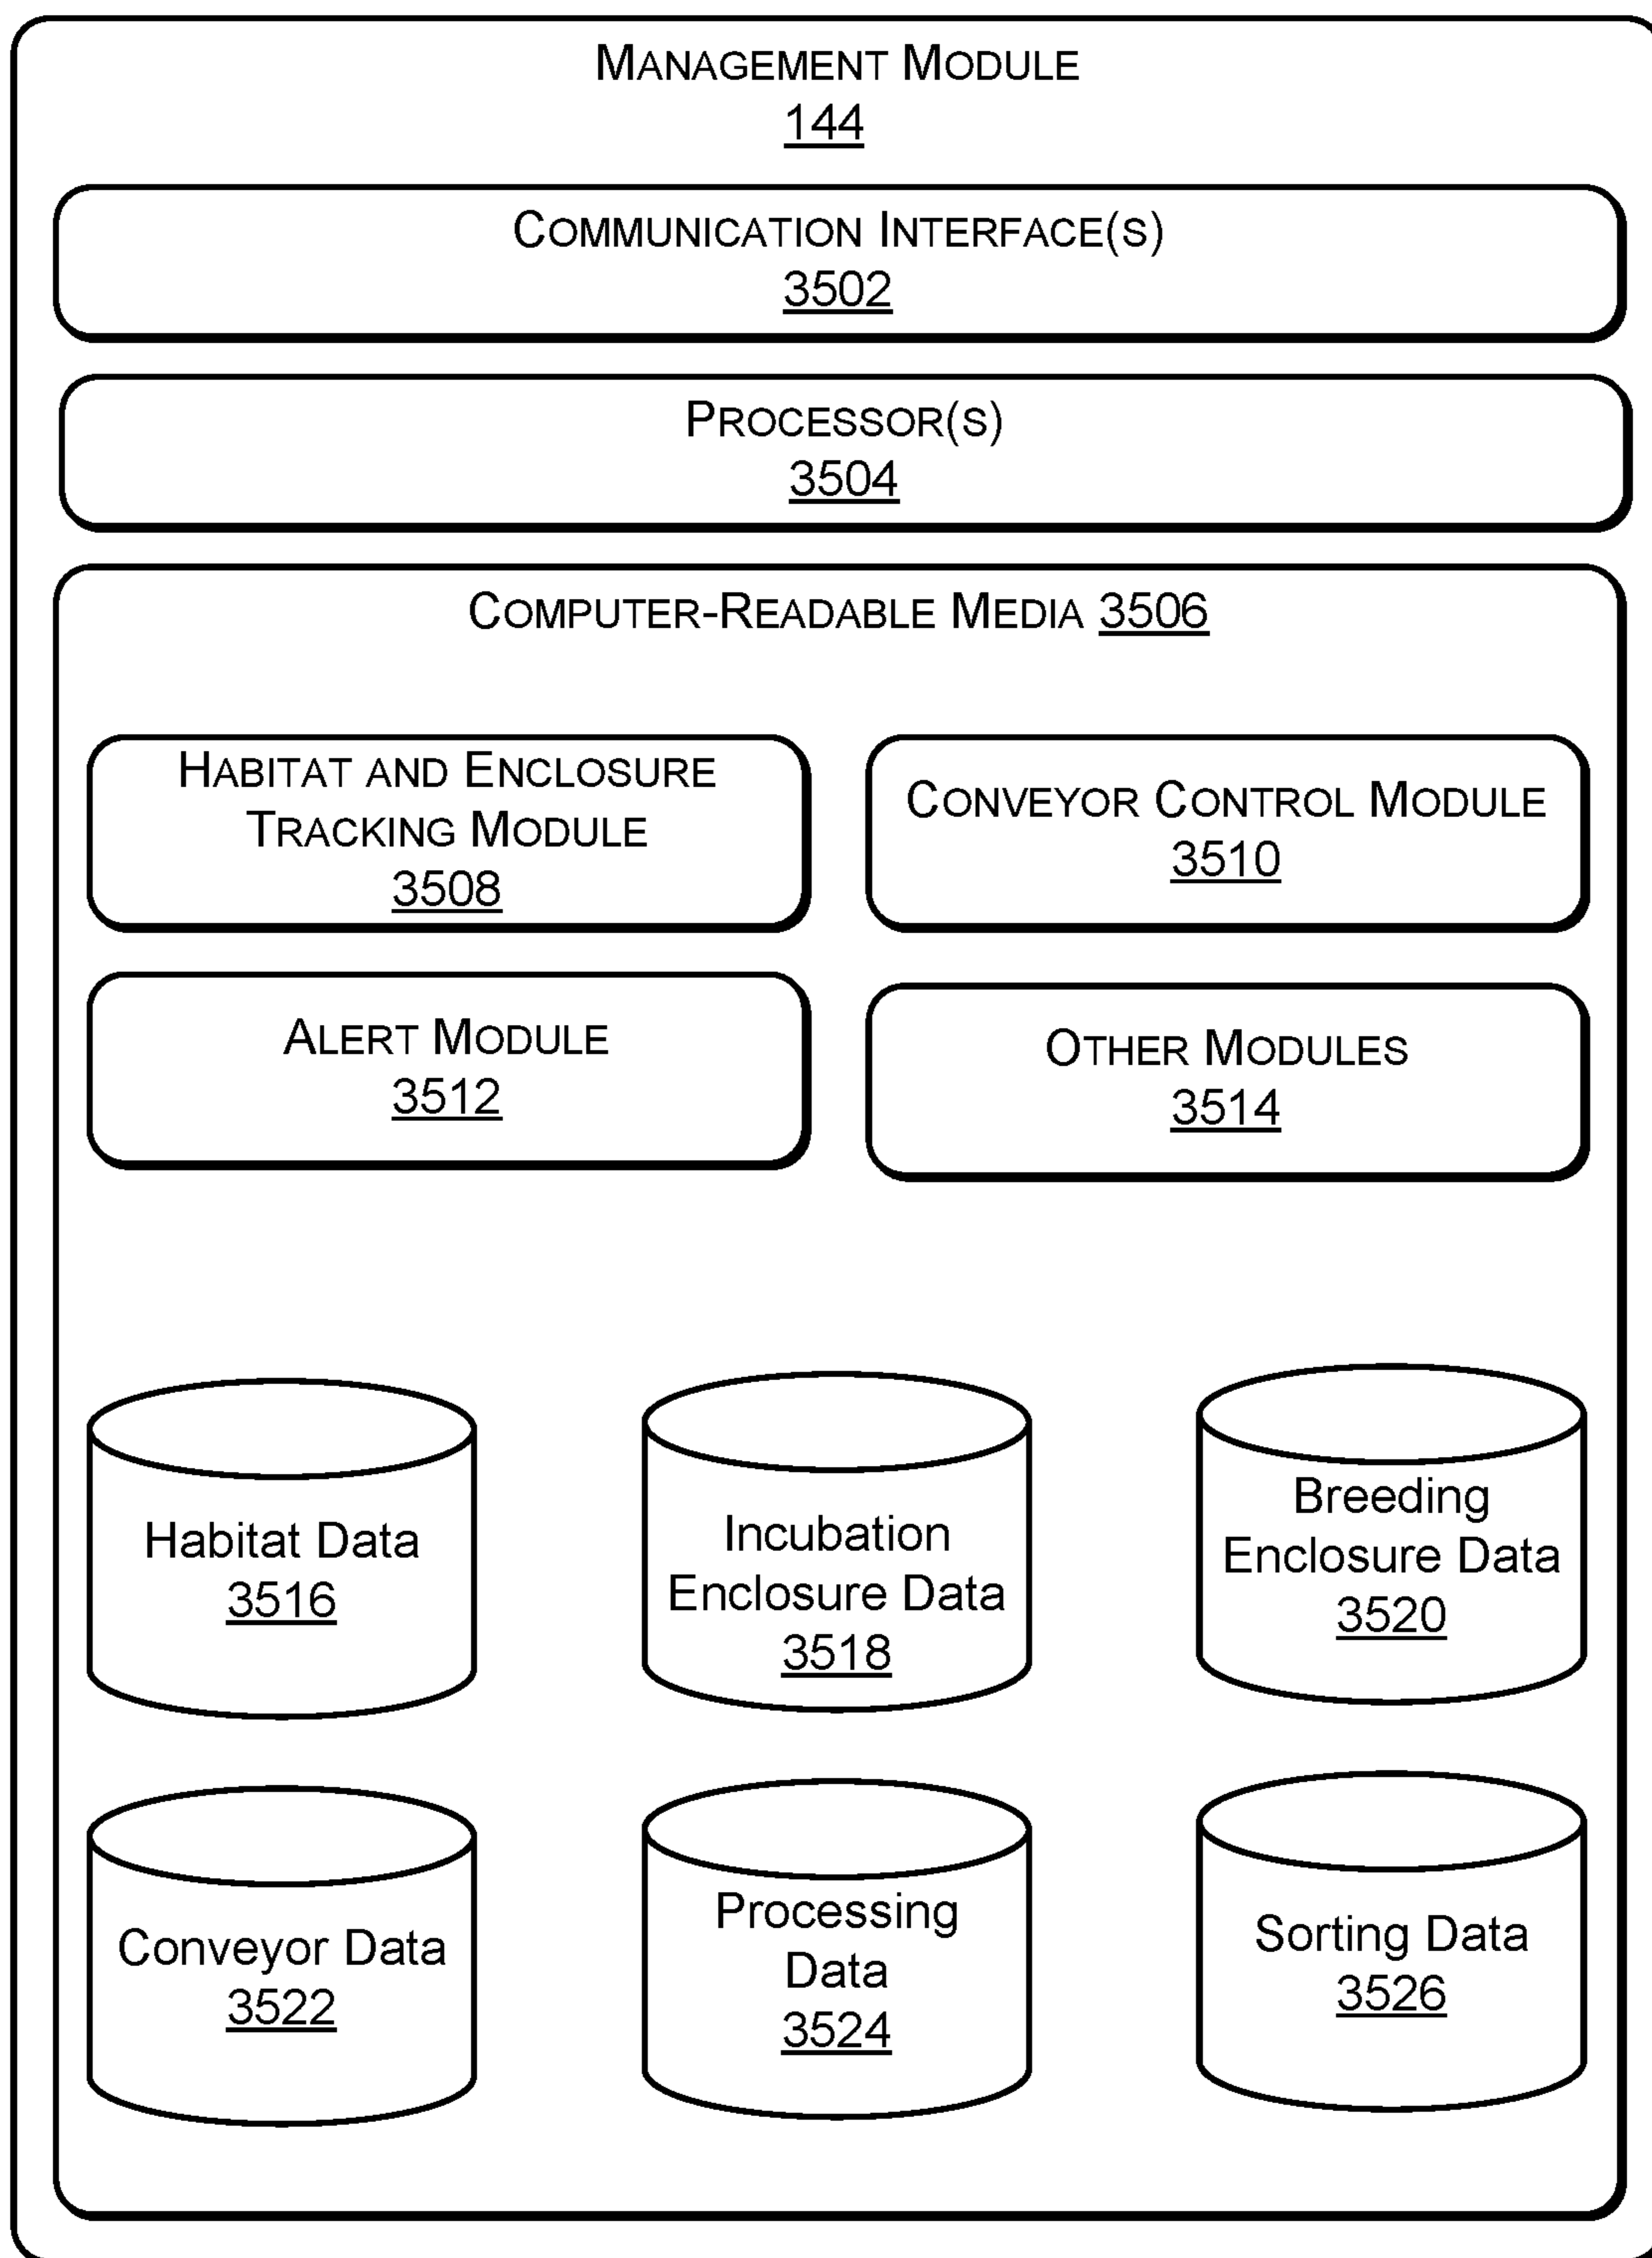 MANAGEMENT MODULE
144
COMMUNICATION INTERFACE(S)
3502
PROCESSOR(S)
3504
COMPUTER-READABLE MEDIA 3506
HABITAT AND ENCLOSURE
TRACKING MODULE
3508
CONVEYOR CONTROL MODULE
3510
ALERT MODULE
3512
OTHER MODULES
3514
Habitat Data
3516
Incubation
Enclosure Data
3518
Breeding
Enclosure Data
3520
Conveyor Data
3522
Processing
Data
3524
Sorting Data
3526